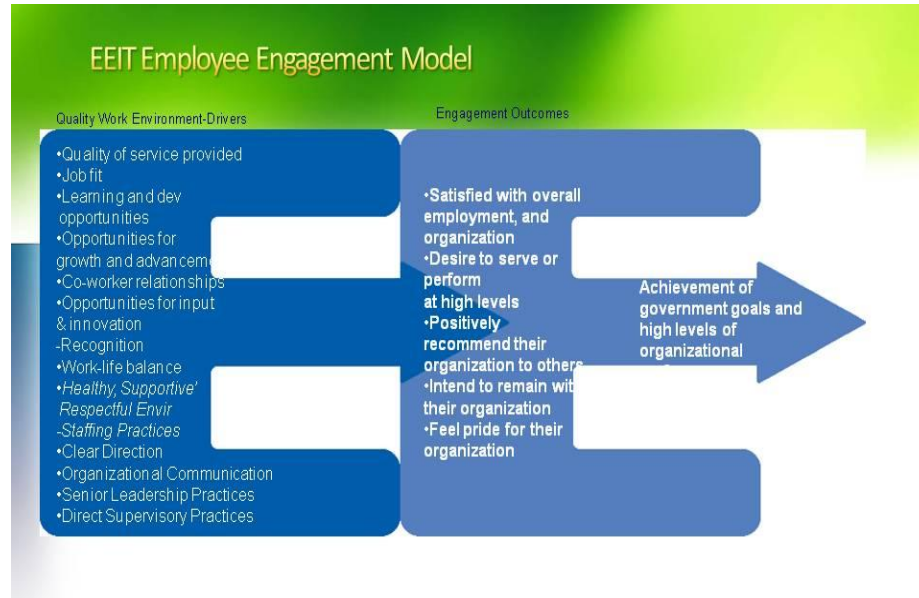 EEIT Employee Engagement Model
Quality Work Environment-Drivers
•Quality of service provided
•Job fit
•Learning and dev
opportunities
•Opportunities for
growth and advanceme
•Co-worker relationships
•Opportunities for input
& innovation
-Recognition
•Work-life balance
•Healthy, Supportive'
Respectful Envir
-Staffing Practices
•Clear Direction
•Organizational Communication
•Senior Leadership Practices
•Direct Supervisory Practices
Engagement Outcomes
•Satisfied with overall
employment, and
organization
•Desire to serve or
perform
at high levels
•Positively
recommend their
organization to others
•Intend to remain wit
their organization
•Feel pride for their
organization
Achievement of
government goals and
high levels of
organizational